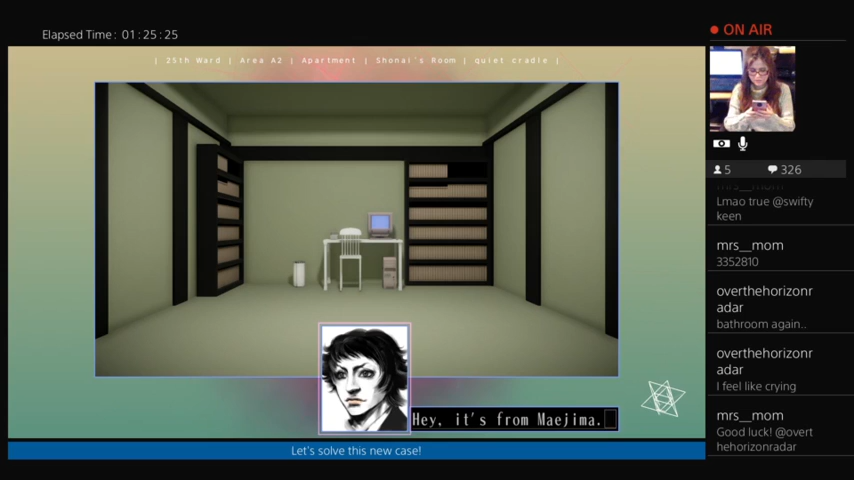 Elapsed Time: 01:25:25
ON AIR
| 25th Ward | Area A2 | Apartment | Shonai's Room | quiet cradle |
5
326
mrs__mom
Lmao true @swifty
keen
mrs__mom
3352810
overthehorizonr
adar
bathroom again..
overthehorizonr
adar
I feel like crying
mrs__mom
Good luck! @overt
hehorizonradar
Hey, it's from Maejima.
Let's solve this new case!